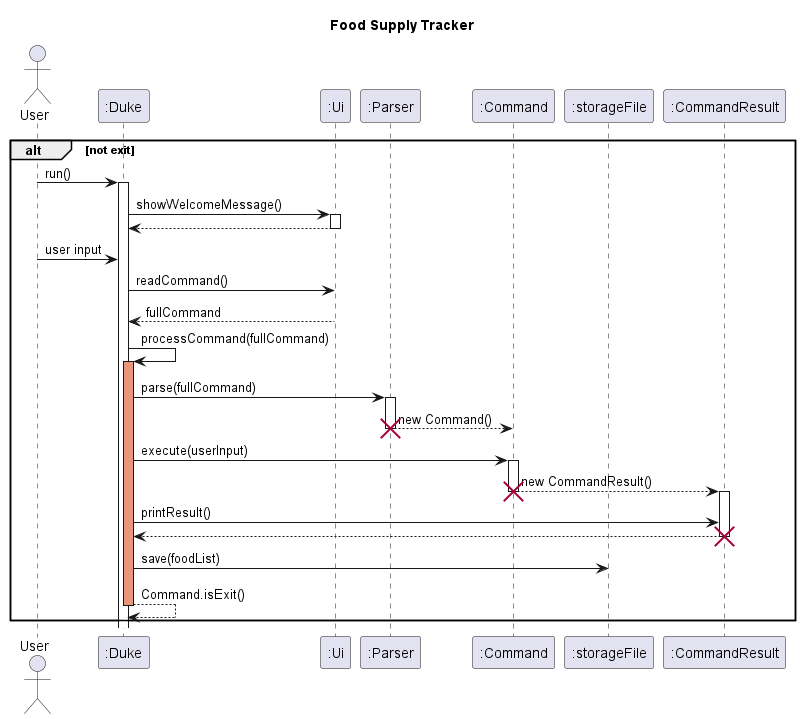 Food Supply Tracker
User
:Duke
:Ui
:Parser
:Command
:storageFile
:CommandResult
alt
[not exit]
run()
showWelcomeMessage()
user input
readCommand()
fullCommand
processCommand(fullCommand)
parse(fullCommand)
new Command()
execute(userInput)
new CommandResult()
printResult()
save(foodList)
Command.isExit()
User
:Duke
:Ui
:Parser
:Command
:storageFile
:CommandResult